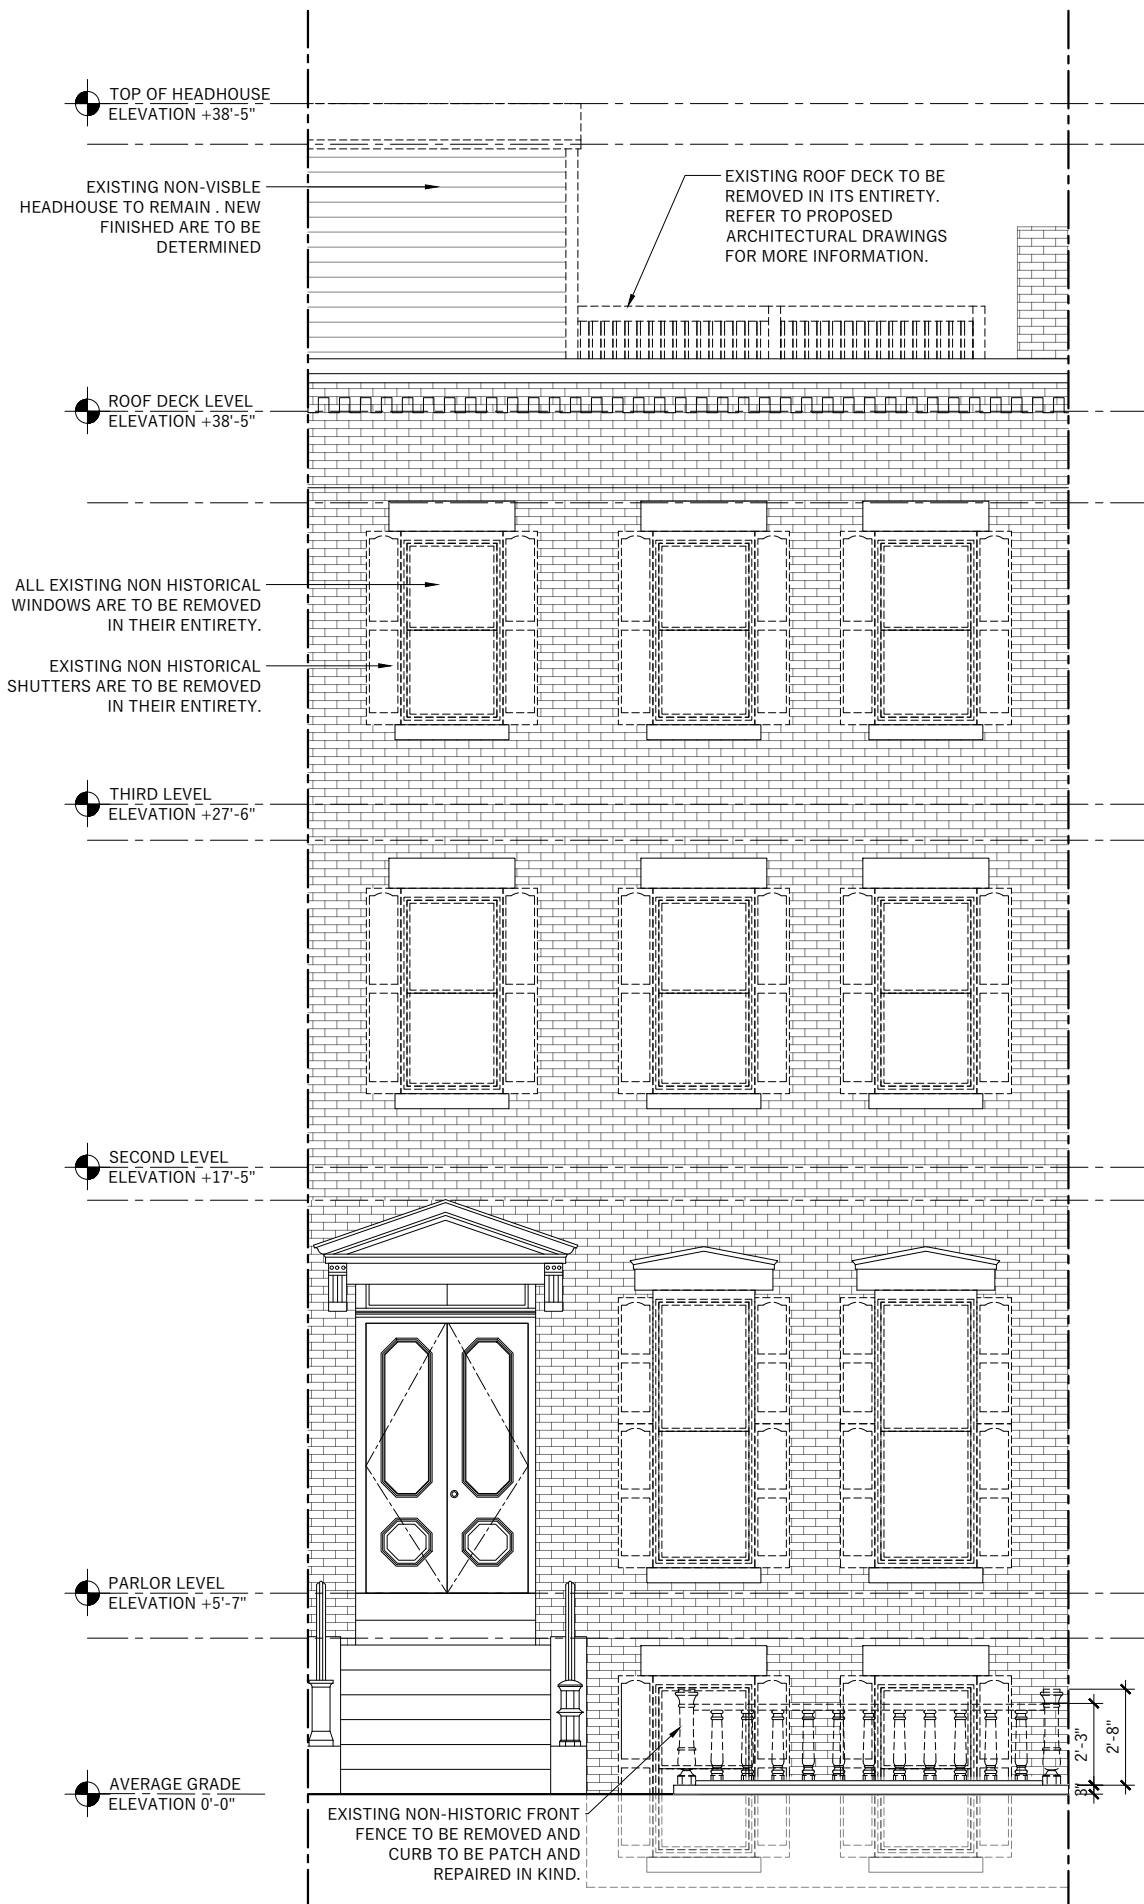 TOP OF HEADHOUSE
ELEVATION +38'-5"
EXISTING NON-VISBLE
HEADHOUSE TO REMAIN . NEW
FINISHED ARE TO BE
DETERMINED
EXISTING ROOF DECK TO BE
REMOVED IN ITS ENTIRETY.
REFER TO PROPOSED
ARCHITECTURAL DRAWINGS
FOR MORE INFORMATION.
ROOF DECK LEVEL
ELEVATION +38'-5"
ALL EXISTING NON HISTORICAL
WINDOWS ARE TO BE REMOVED
IN THEIR ENTIRETY.
EXISTING NON HISTORICAL
SHUTTERS ARE TO BE REMOVED
IN THEIR ENTIRETY.
THIRD LEVEL
ELEVATION +27'-6"
SECOND LEVEL
ELEVATION +17'-5"
PARLOR LEVEL
ELEVATION +5'-7"
2'-3"
2'-8"
3"
AVERAGE GRADE
ELEVATION 0'-0"
EXISTING NON-HISTORIC FRONT
FENCE TO BE REMOVED AND
CURB TO BE PATCH AND
REPAIRED IN KIND.